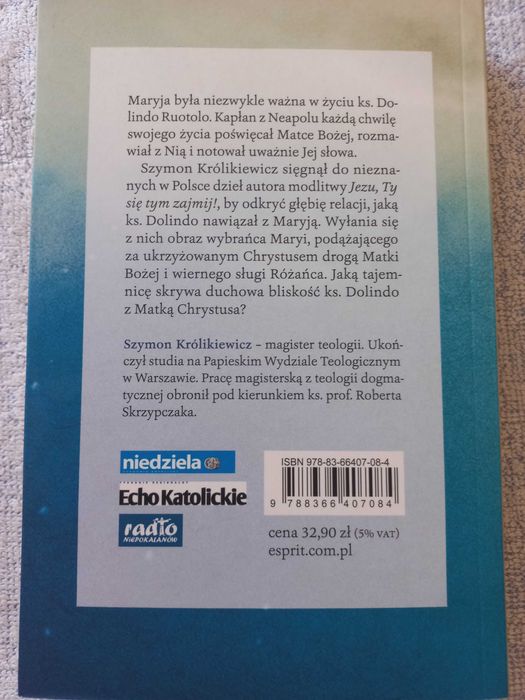 Maryja była niezwykle ważna w życiu ks. Do-
lindo Ruotolo. Kapłan z Neapolu każdą chwilę
swojego życia poświęcał Matce Bożej, rozma-
wiał z Nią i notował uważnie Jej słowa.
Szymon Królikiewicz sięgnął do niezna-
nych w Polsce dzieł autora modlitwy Jezu, Ty
się tym zajmij!, by odkryć głębię relacji, jaką
ks. Dolindo nawiązał z Maryją. Wyłania się
z nich obraz wybrańca Maryi, podążającego
za ukrzyżowanym Chrystusem drogą Matki
Bożej i wiernego sługi Różańca. Jaką tajem-
nicę skrywa duchowa bliskość ks. Dolindo
z Matką Chrystusa?
Szymon Królikiewicz – magister teologii. Ukoń-
czył studia na Papieskim Wydziale Teologicznym
w Warszawie. Pracę magisterską z teologii dogma-
tycznej obronił pod kierunkiem ks. prof. Roberta
Skrzypczaka.
niedziela
Echo Katolickie
radio
NIEPOKALANÓW
ISBN 978-83-66407-08-4
9 788366 407084
cena 32,90 zł (5% VAT)
esprit.com.pl